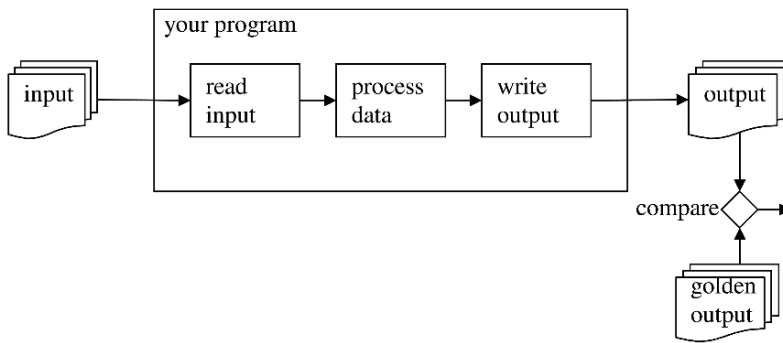 your program
input
read
input
process
data
write
output
output
compare
golden
output